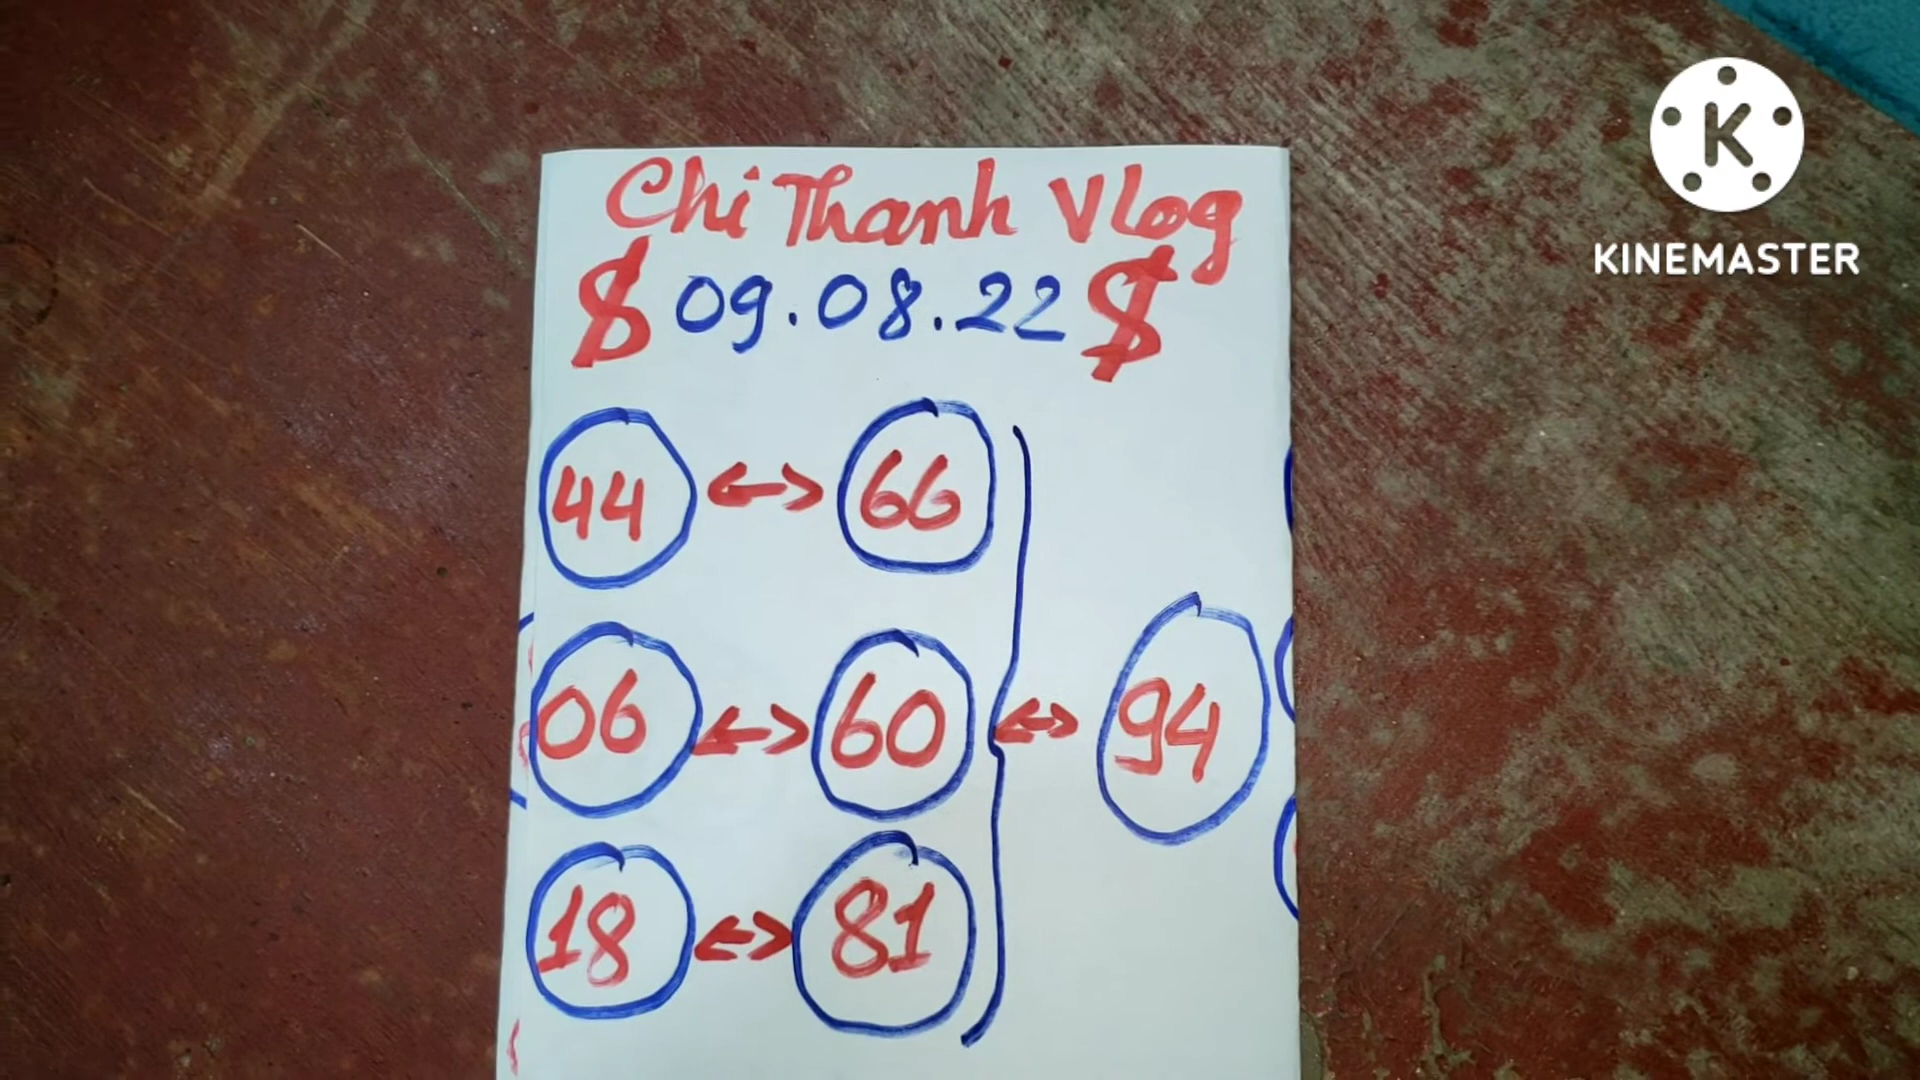 Chi Thanh Vlog
$ 09.08.22 $
44 <-> 66
06 <-> 60 <-> 94
18 <-> 81
K
KINEMASTER